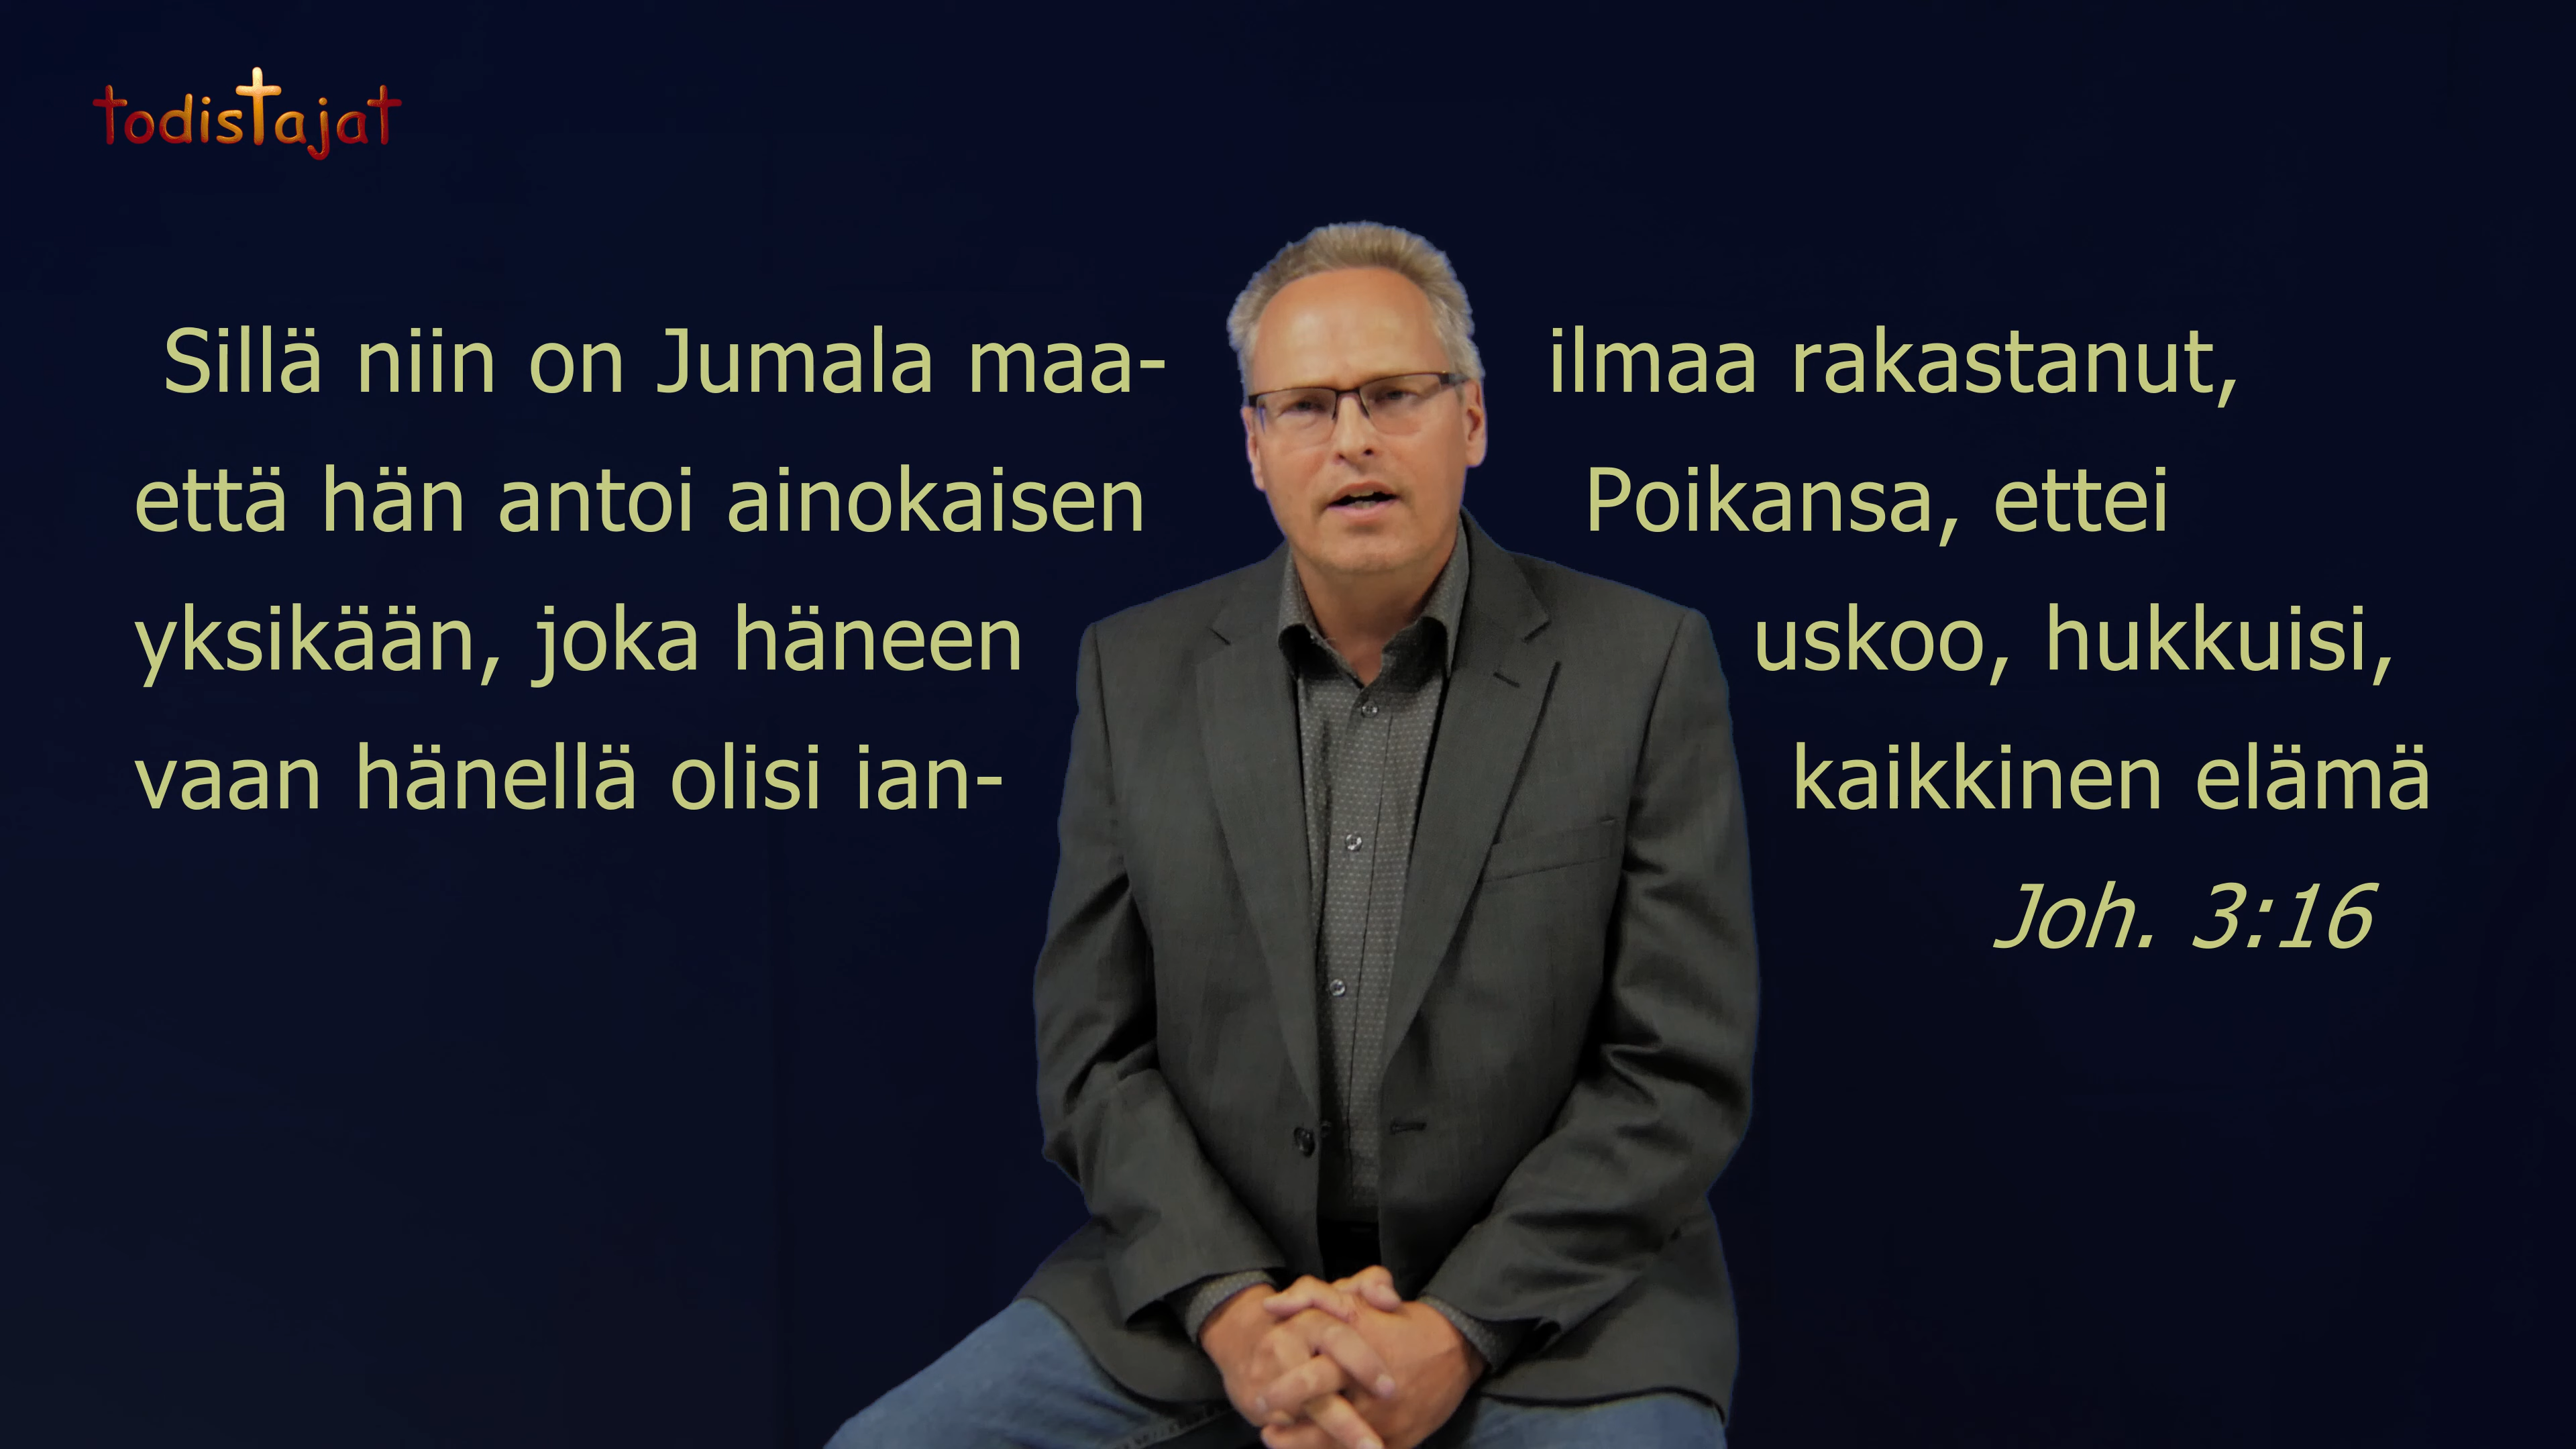 todistajat
Sillä niin on Jumala maa- ilmaa rakastanut,
että hän antoi ainokaisen Poikansa, ettei
yksikään, joka häneen uskoo, hukkuisi,
vaan hänellä olisi ian- kaikkinen elämä
Joh. 3:16